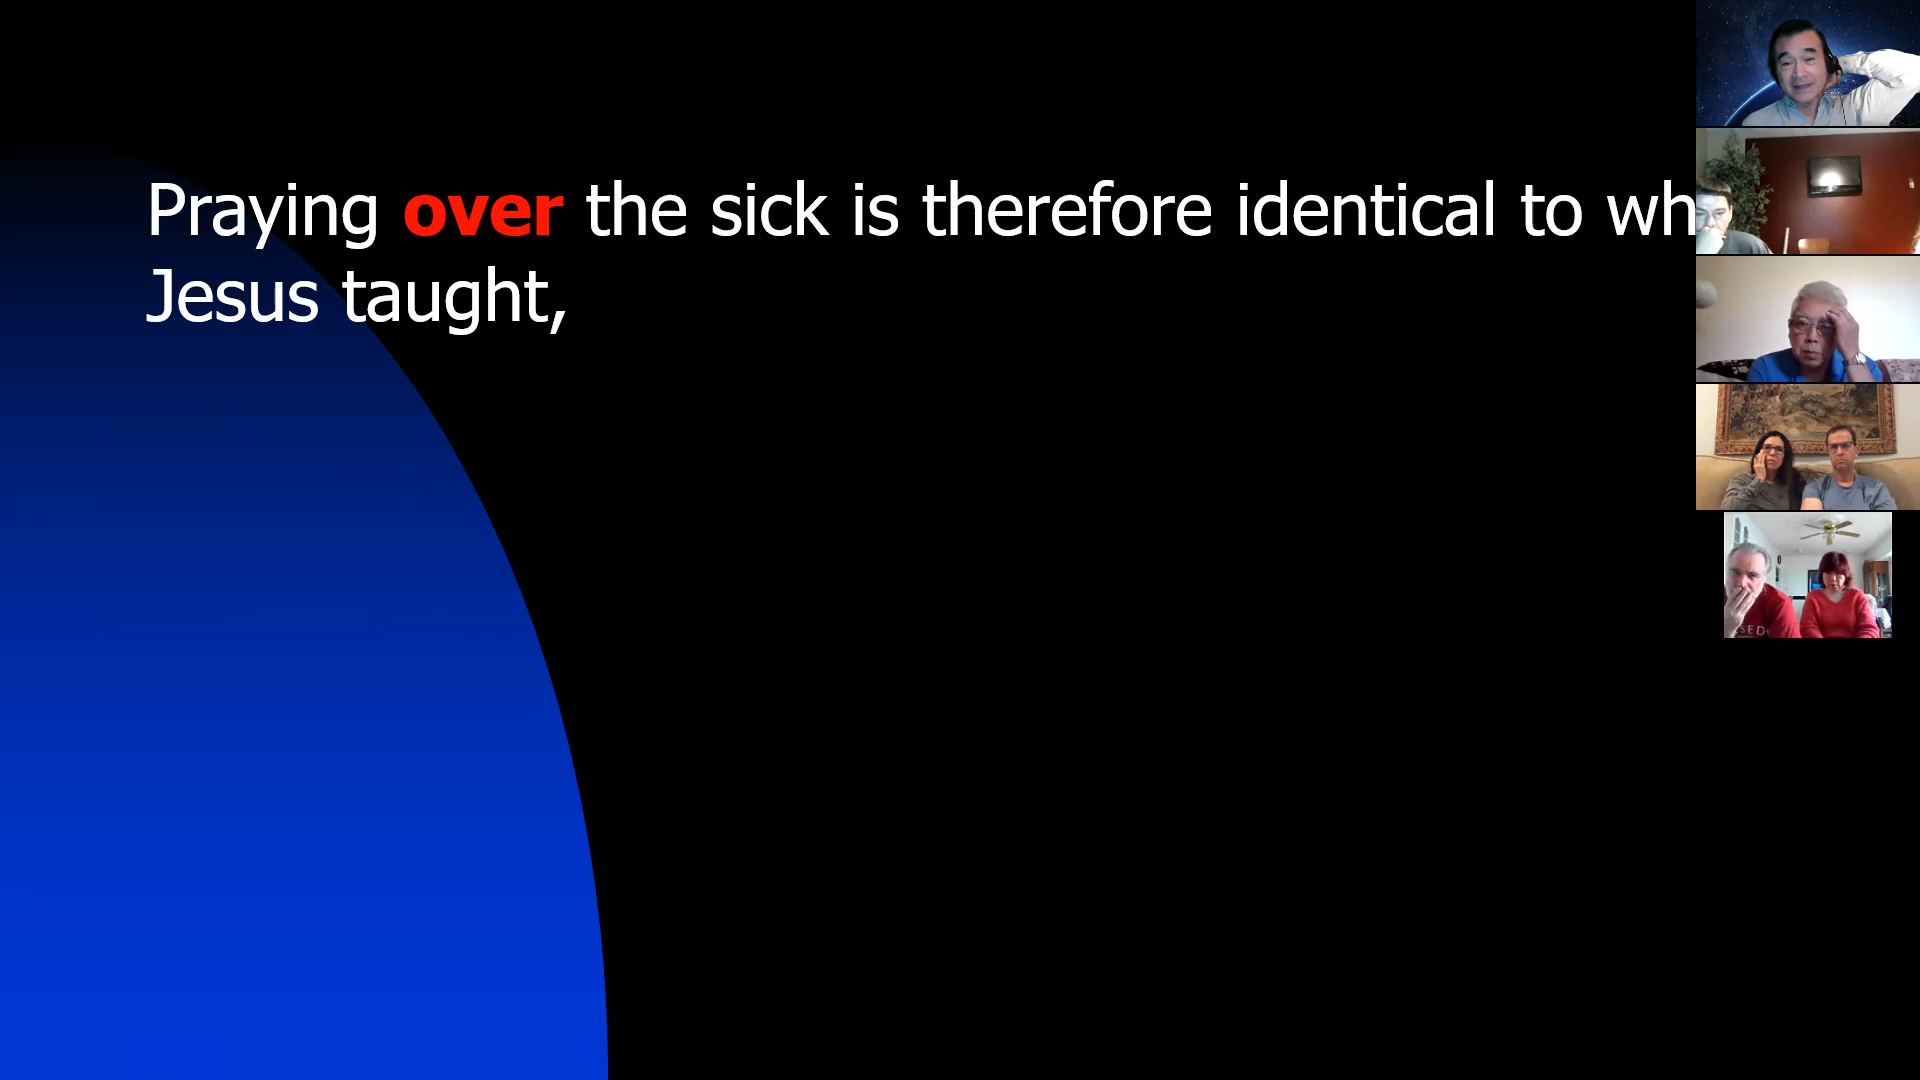 Praying over the sick is therefore identical to wh
Jesus taught,